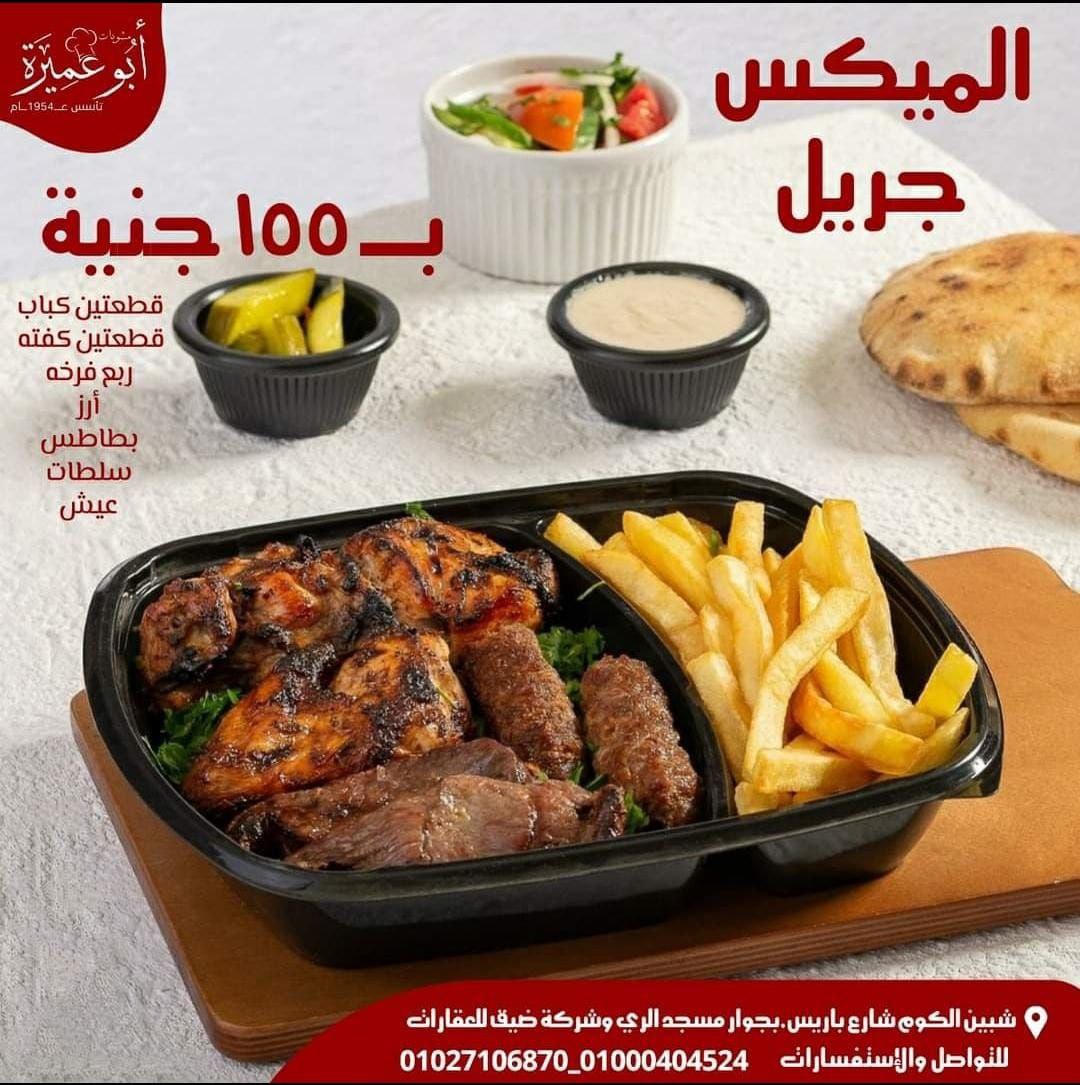 مشويات
أبو عميرة
تأسس عـ1954ـام
الميكس
جريل
بـ ١٥٥ جنية
قطعتين كباب
قطعتين كفته
ربع فرخه
أرز
بطاطس
سلطات
عيش
شبين الكوم شارع باريس.بجوار مسجد الري وشركة ضيف للعقارات
للتواصل والإستفسارات 01000404524_01027106870